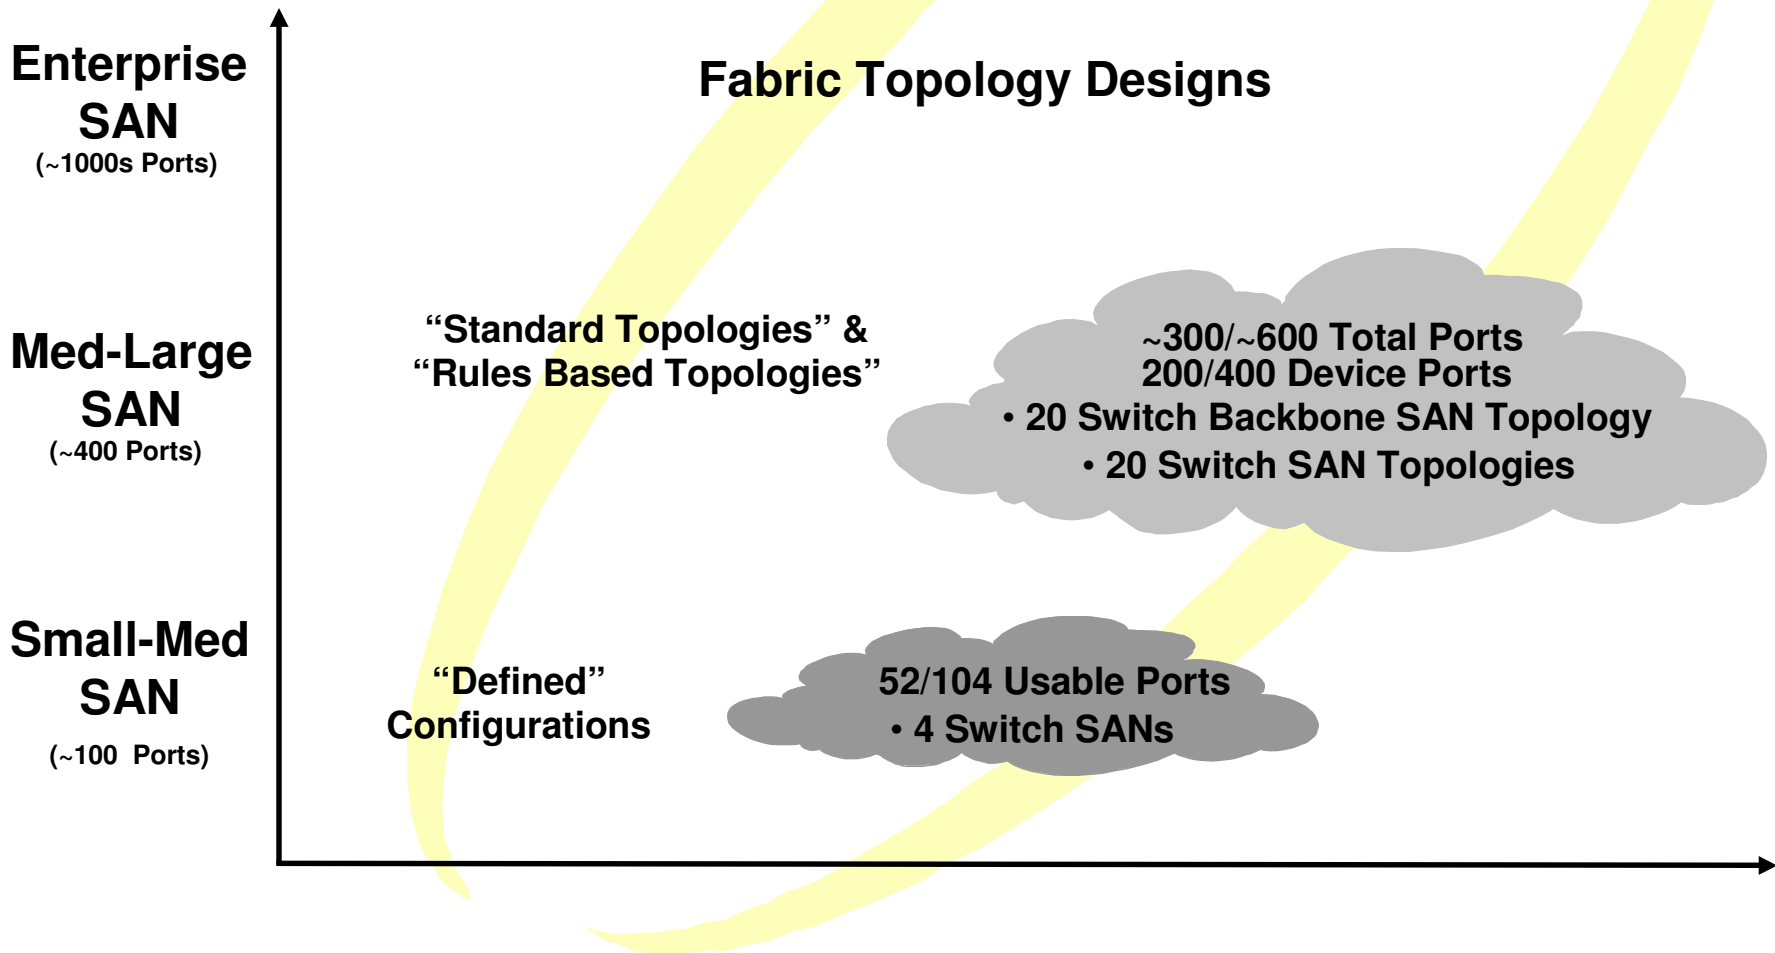 Fabric Topology Designs
Enterprise
SAN
(~1000s Ports)
Med-Large
SAN
(~400 Ports)
“Standard Topologies” &
“Rules Based Topologies”
~300/~600 Total Ports
200/400 Device Ports
• 20 Switch Backbone SAN Topology
• 20 Switch SAN Topologies
Small-Med
SAN
(~100  Ports)
“Defined”
Configurations
52/104 Usable Ports
• 4 Switch SANs